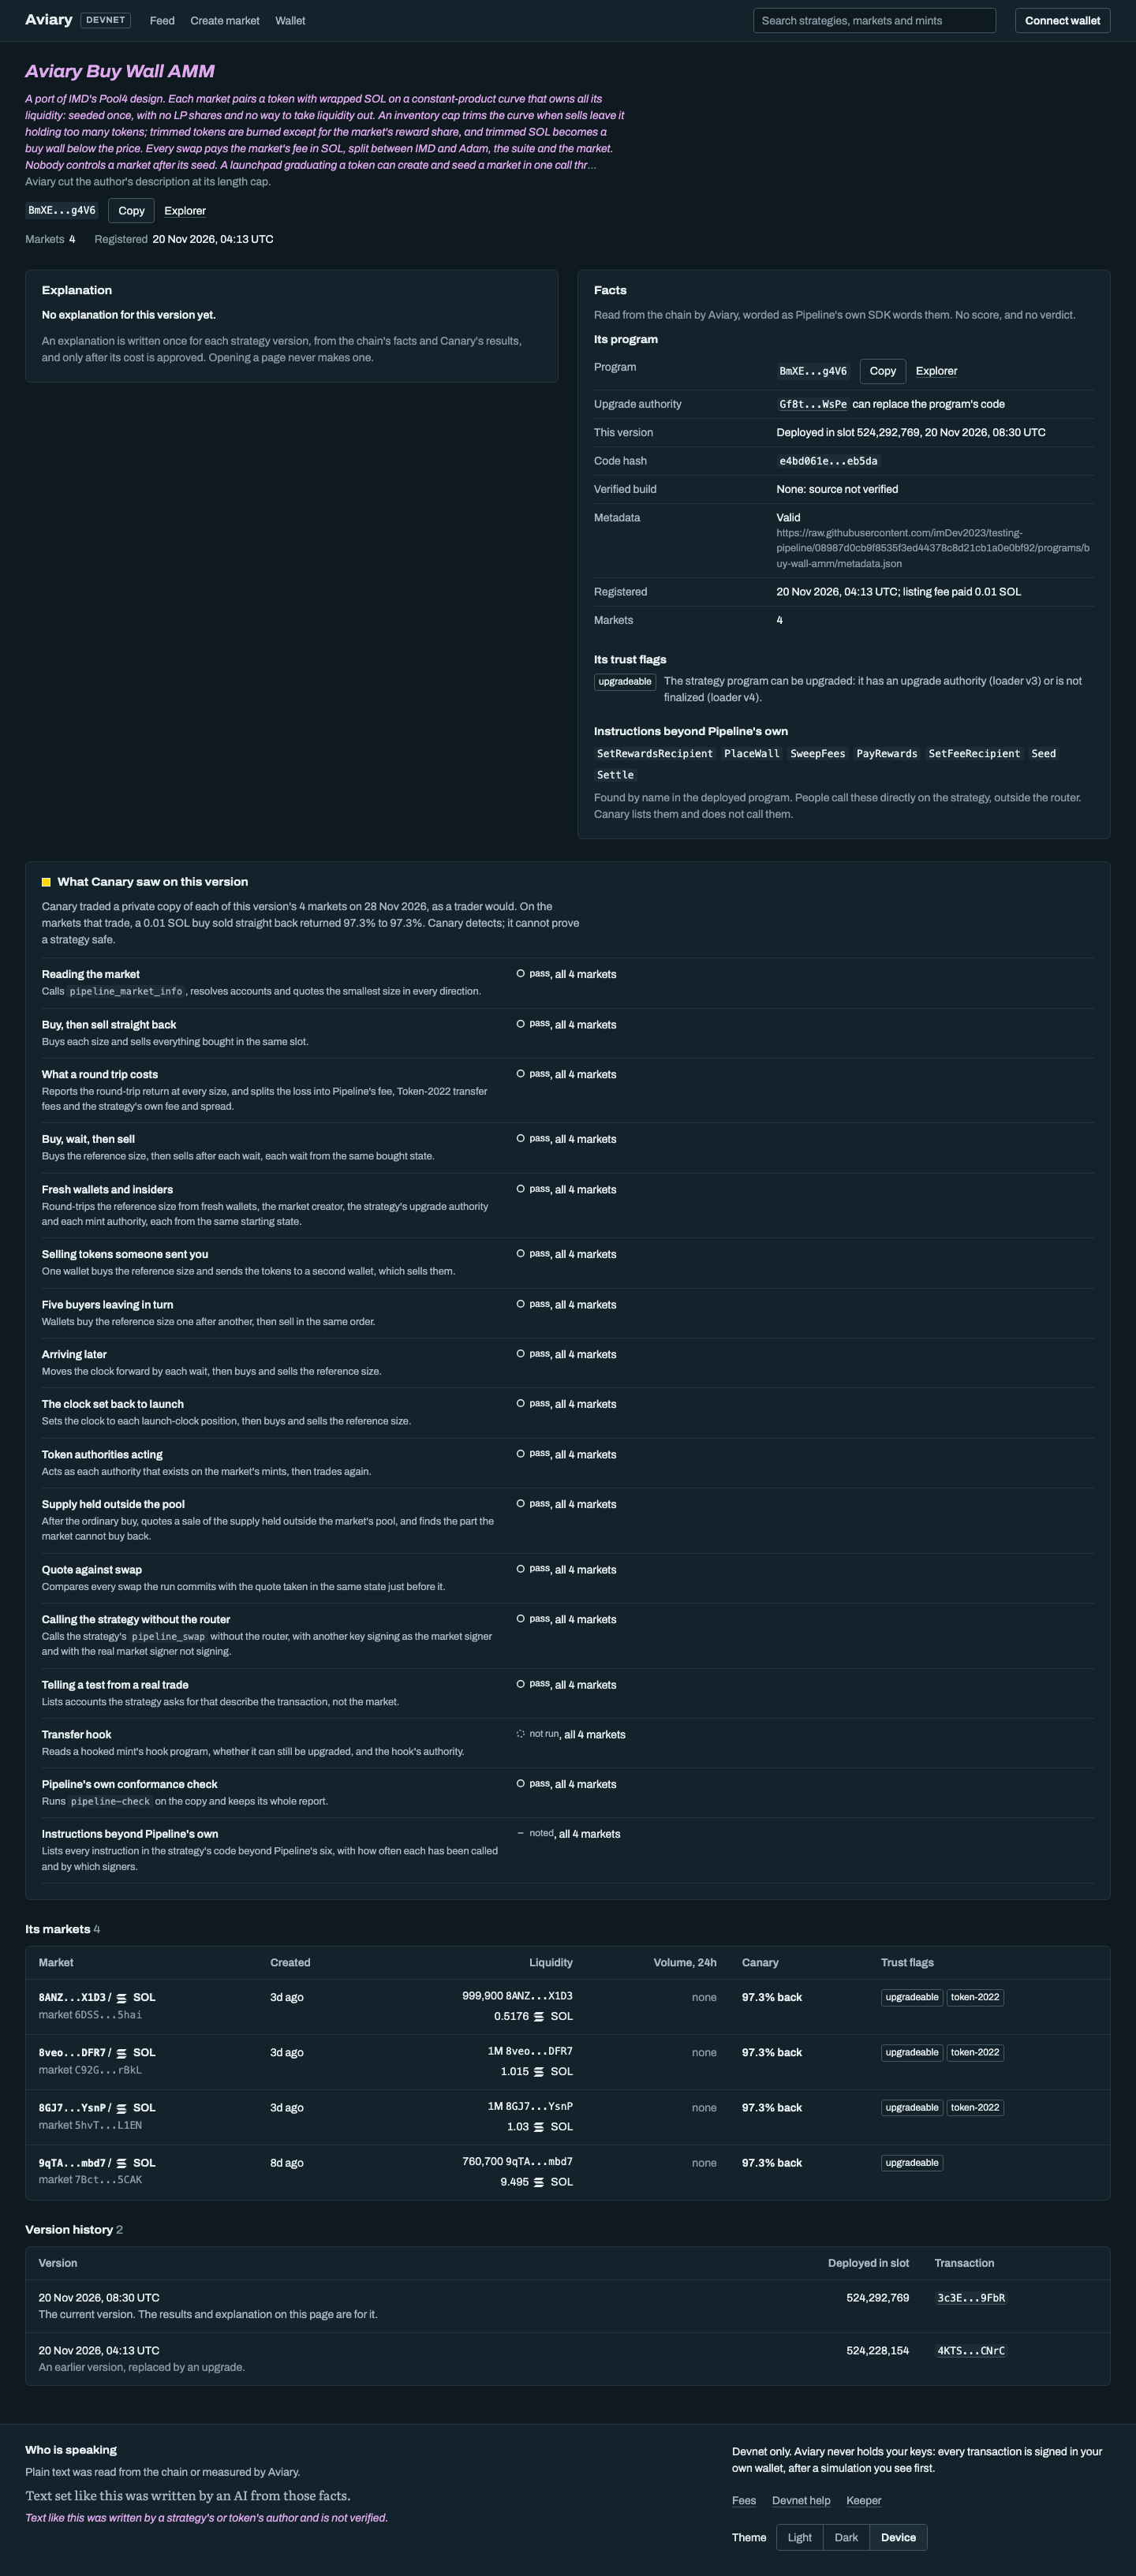 Aviary DEVNET Feed Create market Wallet Search strategies, markets and mints Connect wallet
Aviary Buy Wall AMM
A port of IMD's Pool4 design. Each market pairs a token with wrapped SOL on a constant-product curve that owns all its
liquidity: seeded once, with no LP shares and no way to take liquidity out. An inventory cap trims the curve when sells leave it
holding too many tokens; trimmed tokens are burned except for the market's reward share, and trimmed SOL becomes a
buy wall below the price. Every swap pays the market's fee in SOL, split between IMD and Adam, the suite and the market.
Nobody controls a market after its seed. A launchpad graduating a token can create and seed a market in one call thr...
Aviary cut the author's description at its length cap.
BmXE...g4V6 Copy Explorer
Markets 4 Registered 20 Nov 2026, 04:13 UTC
Explanation
No explanation for this version yet.
An explanation is written once for each strategy version, from the chain's facts and Canary's results,
and only after its cost is approved. Opening a page never makes one.
Facts
Read from the chain by Aviary, worded as Pipeline's own SDK words them. No score, and no verdict.
Its program
Program BmXE...g4V6 Copy Explorer
Upgrade authority Gf8t...WsPe can replace the program's code
This version Deployed in slot 524,292,769, 20 Nov 2026, 08:30 UTC
Code hash e4bd061e...eb5da
Verified build None: source not verified
Metadata Valid
https://raw.githubusercontent.com/imDev2023/testing-
pipeline/08987d0cb9f8535f3ed44378c8d21cb1a0e0bf92/programs/b
uy-wall-amm/metadata.json
Registered 20 Nov 2026, 04:13 UTC; listing fee paid 0.01 SOL
Markets 4
Its trust flags
upgradeable The strategy program can be upgraded: it has an upgrade authority (loader v3) or is not
finalized (loader v4).
Instructions beyond Pipeline's own
SetRewardsRecipient PlaceWall SweepFees PayRewards SetFeeRecipient Seed
Settle
Found by name in the deployed program. People call these directly on the strategy, outside the router.
Canary lists them and does not call them.
What Canary saw on this version
Canary traded a private copy of each of this version's 4 markets on 28 Nov 2026, as a trader would. On the
markets that trade, a 0.01 SOL buy sold straight back returned 97.3% to 97.3%. Canary detects; it cannot prove
a strategy safe.
Reading the market pass, all 4 markets
Calls pipeline_market_info, resolves accounts and quotes the smallest size in every direction.
Buy, then sell straight back pass, all 4 markets
Buys each size and sells everything bought in the same slot.
What a round trip costs pass, all 4 markets
Reports the round-trip return at every size, and splits the loss into Pipeline's fee, Token-2022 transfer
fees and the strategy's own fee and spread.
Buy, wait, then sell pass, all 4 markets
Buys the reference size, then sells after each wait, each wait from the same bought state.
Fresh wallets and insiders pass, all 4 markets
Round-trips the reference size from fresh wallets, the market creator, the strategy's upgrade authority
and each mint authority, each from the same starting state.
Selling tokens someone sent you pass, all 4 markets
One wallet buys the reference size and sends the tokens to a second wallet, which sells them.
Five buyers leaving in turn pass, all 4 markets
Wallets buy the reference size one after another, then sell in the same order.
Arriving later pass, all 4 markets
Moves the clock forward by each wait, then buys and sells the reference size.
The clock set back to launch pass, all 4 markets
Sets the clock to each launch-clock position, then buys and sells the reference size.
Token authorities acting pass, all 4 markets
Acts as each authority that exists on the market's mints, then trades again.
Supply held outside the pool pass, all 4 markets
After the ordinary buy, quotes a sale of the supply held outside the market's pool, and finds the part the
market cannot buy back.
Quote against swap pass, all 4 markets
Compares every swap the run commits with the quote taken in the same state just before it.
Calling the strategy without the router pass, all 4 markets
Calls the strategy's pipeline_swap without the router, with another key signing as the market signer
and with the real market signer not signing.
Telling a test from a real trade pass, all 4 markets
Lists accounts the strategy asks for that describe the transaction, not the market.
Transfer hook not run, all 4 markets
Reads a hooked mint's hook program, whether it can still be upgraded, and the hook's authority.
Pipeline's own conformance check pass, all 4 markets
Runs pipeline-check on the copy and keeps its whole report.
Instructions beyond Pipeline's own noted, all 4 markets
Lists every instruction in the strategy's code beyond Pipeline's six, with how often each has been called
and by which signers.
Its markets 4
Market Created Liquidity Volume, 24h Canary Trust flags
8ANZ...X1D3 / SOL 3d ago 999,900 8ANZ...X1D3 none 97.3% back upgradeable token-2022
market 6DSS...5hai 0.5176 SOL
8veo...DFR7 / SOL 3d ago 1M 8veo...DFR7 none 97.3% back upgradeable token-2022
market C92G...rBkL 1.015 SOL
8GJ7...YsnP / SOL 3d ago 1M 8GJ7...YsnP none 97.3% back upgradeable token-2022
market 5hvT...L1EN 1.03 SOL
9qTA...mbd7 / SOL 8d ago 760,700 9qTA...mbd7 none 97.3% back upgradeable
market 7Bct...5CAK 9.495 SOL
Version history 2
Version Deployed in slot Transaction
20 Nov 2026, 08:30 UTC 524,292,769 3c3E...9FbR
The current version. The results and explanation on this page are for it.
20 Nov 2026, 04:13 UTC 524,228,154 4KTS...CNrC
An earlier version, replaced by an upgrade.
Who is speaking
Plain text was read from the chain or measured by Aviary.
Text set like this was written by an AI from those facts.
Text like this was written by a strategy's or token's author and is not verified.
Devnet only. Aviary never holds your keys: every transaction is signed in your
own wallet, after a simulation you see first.
Fees Devnet help Keeper
Theme Light Dark Device